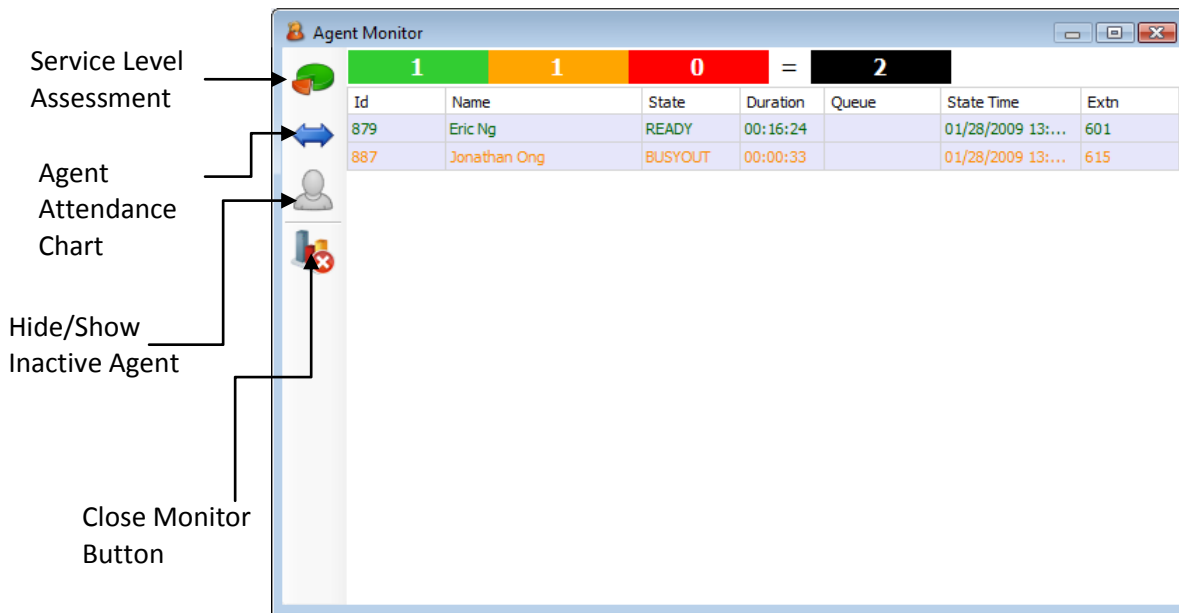 Agent Monitor
Service Level
Assessment
Agent
Attendance
Chart
Hide/Show
Inactive Agent
Close Monitor
Button
1 1 0 = 2
Id Name State Duration Queue State Time Extn
879 Eric Ng READY 00:16:24 01/28/2009 13:... 601
887 Jonathan Ong BUSYOUT 00:00:33 01/28/2009 13:... 615